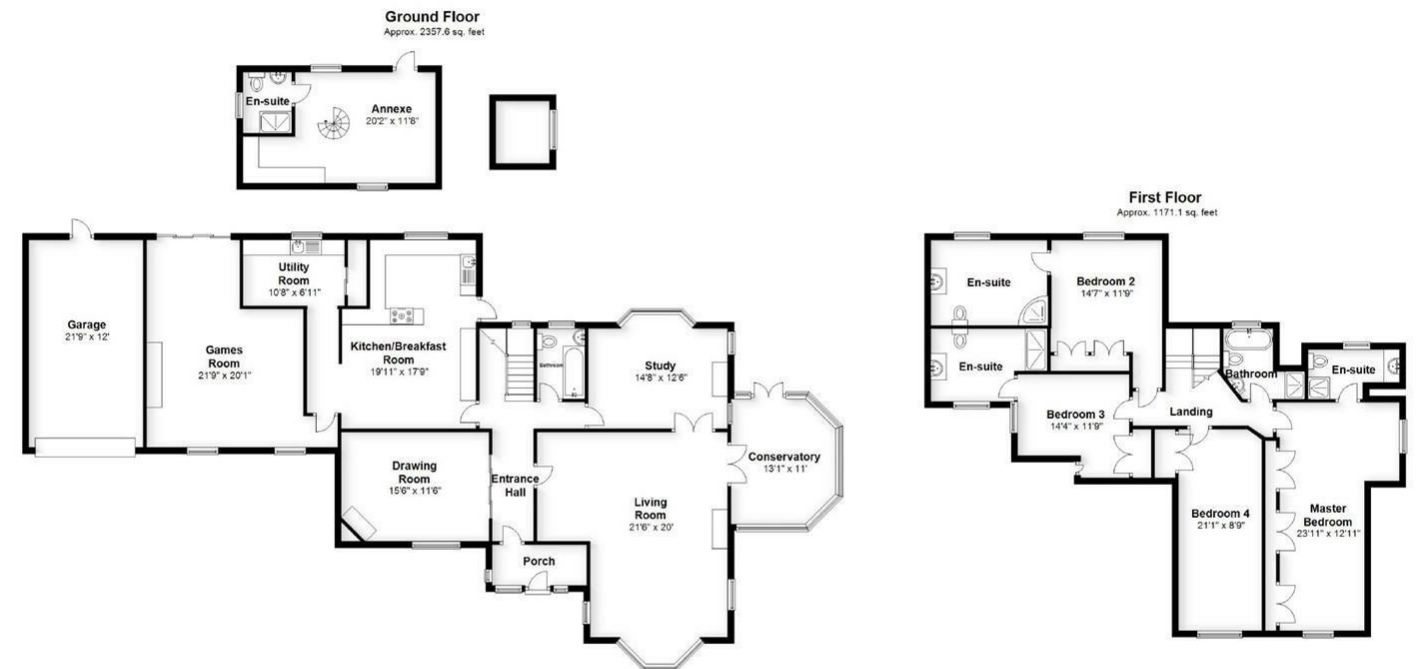 Ground Floor
Approx. 2357.6 sq. feet
En-suite
Annexe
20'2" x 11'8"
Utility
Room
10'8" x 6'11"
Garage
21'9" x 12'
Games
Room
21'9" x 20'1"
Kitchen/Breakfast
Room
19'11" x 17'9"
Bathroom
Study
14'8" x 12'6"
Conservatory
13'1" x 11'
Drawing
Room
15'6" x 11'6"
Entrance
Hall
Living
Room
21'6" x 20'
Porch
First Floor
Approx. 1171.1 sq. feet
En-suite
Bedroom 2
14'7" x 11'9"
En-suite
Bathroom
En-suite
Bedroom 3
14'4" x 11'9"
Landing
Bedroom 4
21'1" x 8'9"
Master
Bedroom
23'11" x 12'11"